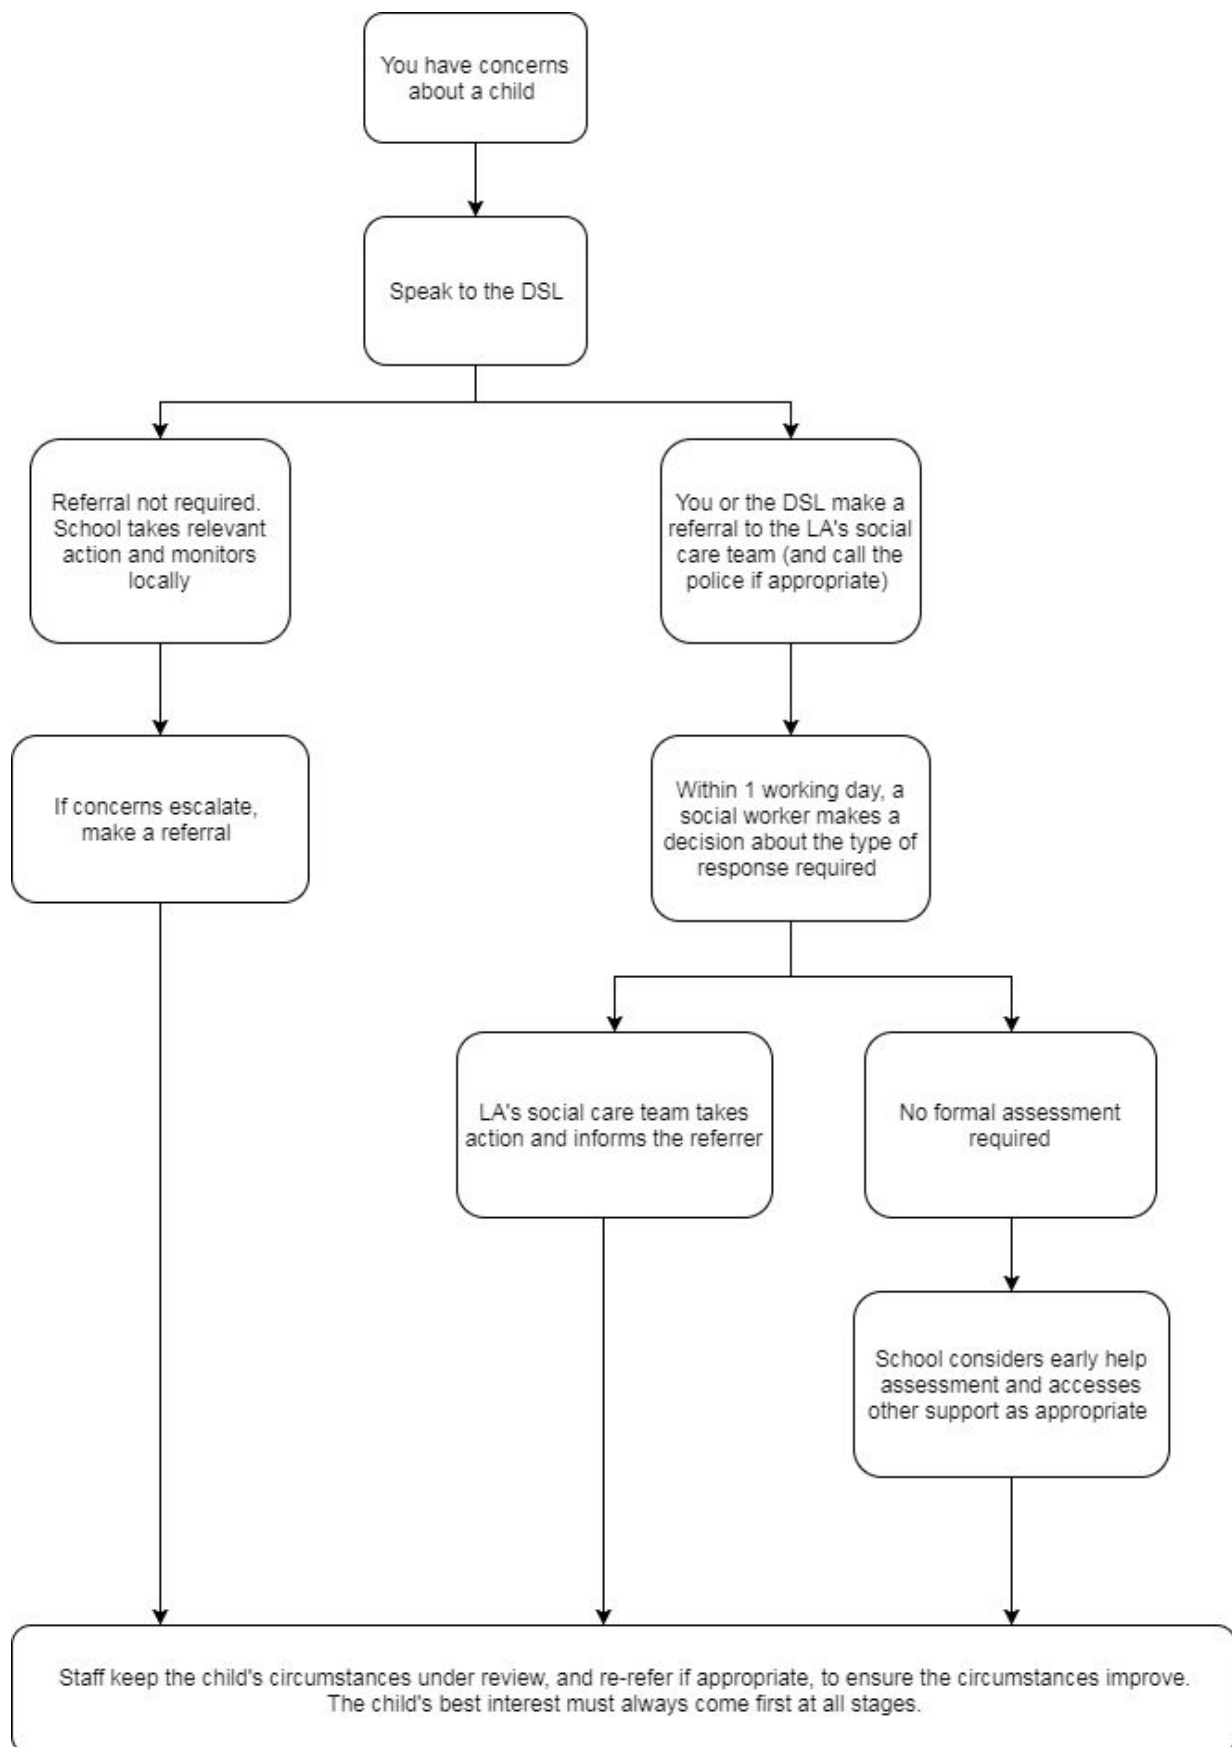 You have concerns
about a child
Speak to the DSL
Referral not required.
School takes relevant
action and monitors
locally
You or the DSL make a
referral to the LA's social
care team (and call the
police if appropriate)
If concerns escalate,
make a referral
Within 1 working day, a
social worker makes a
decision about the type of
response required
LA's social care team takes
action and informs the referrer
No formal assessment
required
School considers early help
assessment and accesses
other support as appropriate
Staff keep the child's circumstances under review, and re-refer if appropriate, to ensure the circumstances improve.
The child's best interest must always come first at all stages.